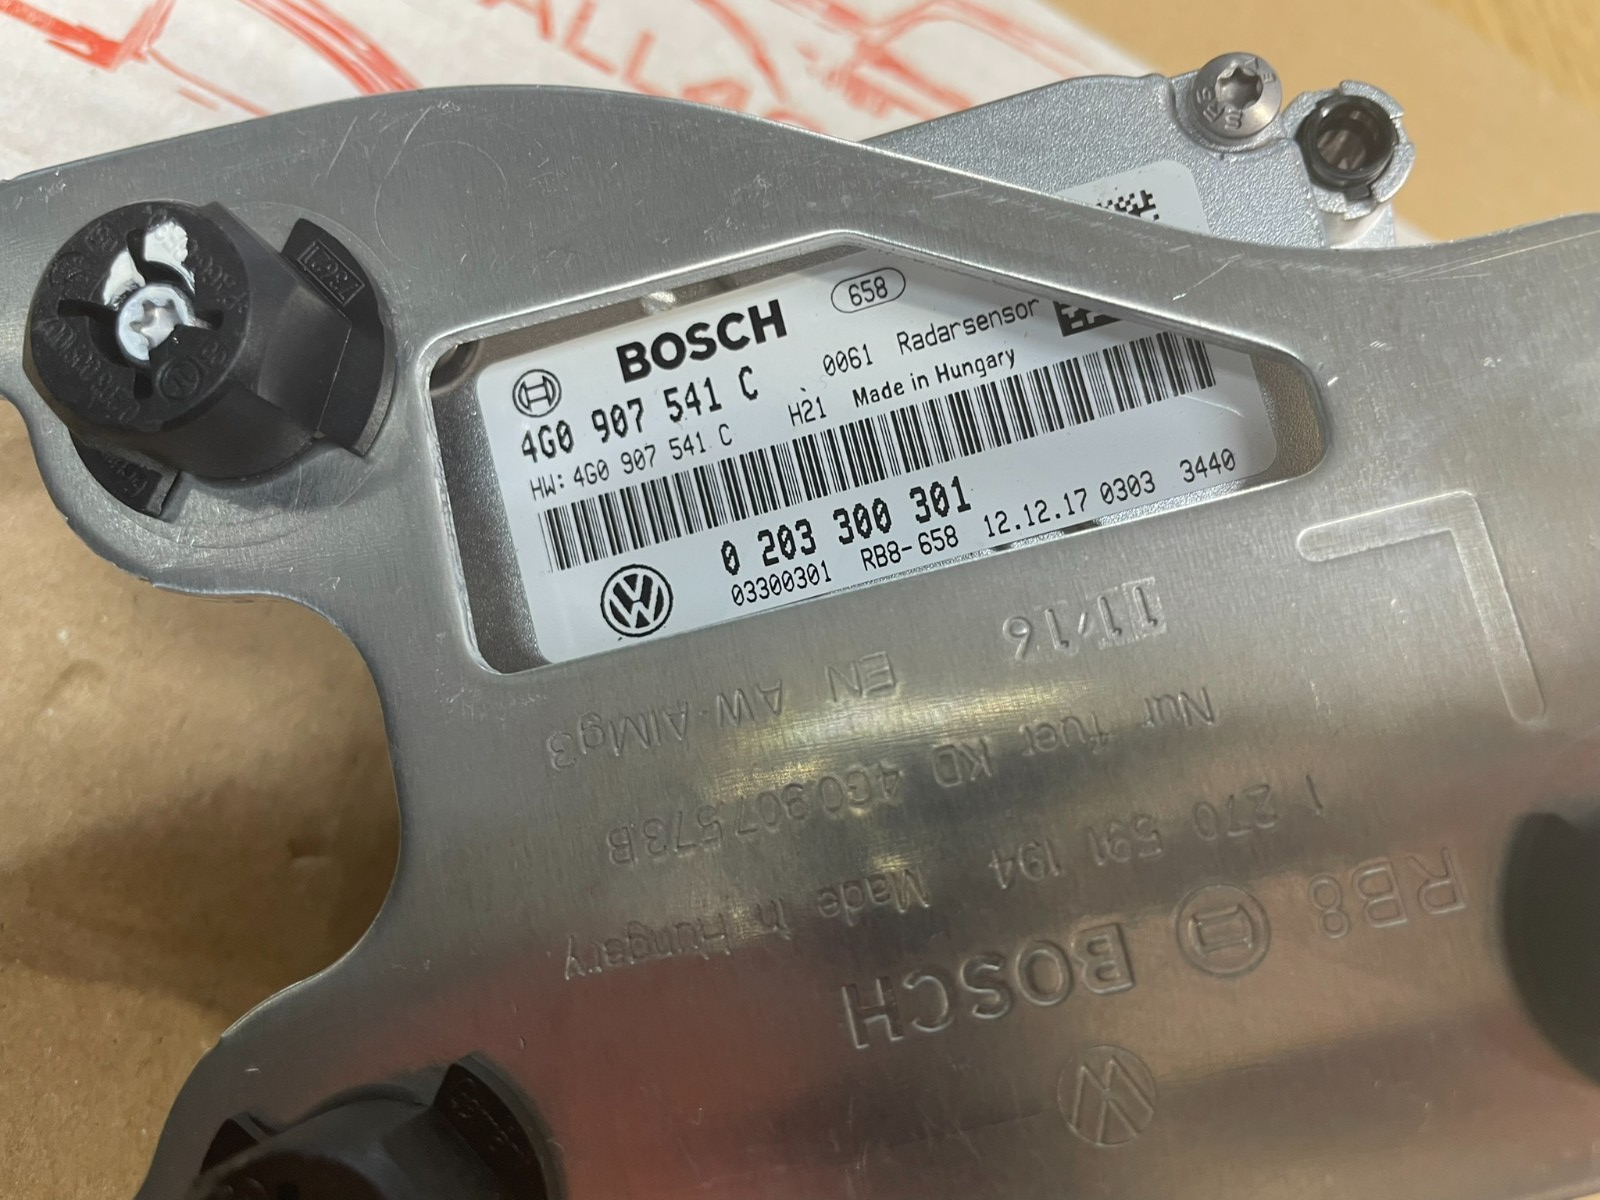 BOSCH 658
4G0 907 541 C 0061 Radarsensor
HW: 4G0 907 541 C H21 Made in Hungary
0 203 300 301
03300301 RB8-658 12.12.17 0303 3440
L
RB8 BOSCH
1 270 591 194 Made in Hungary
Nur fuer KD 4G0.907.573.B
EN AW-AlMg3
11.16